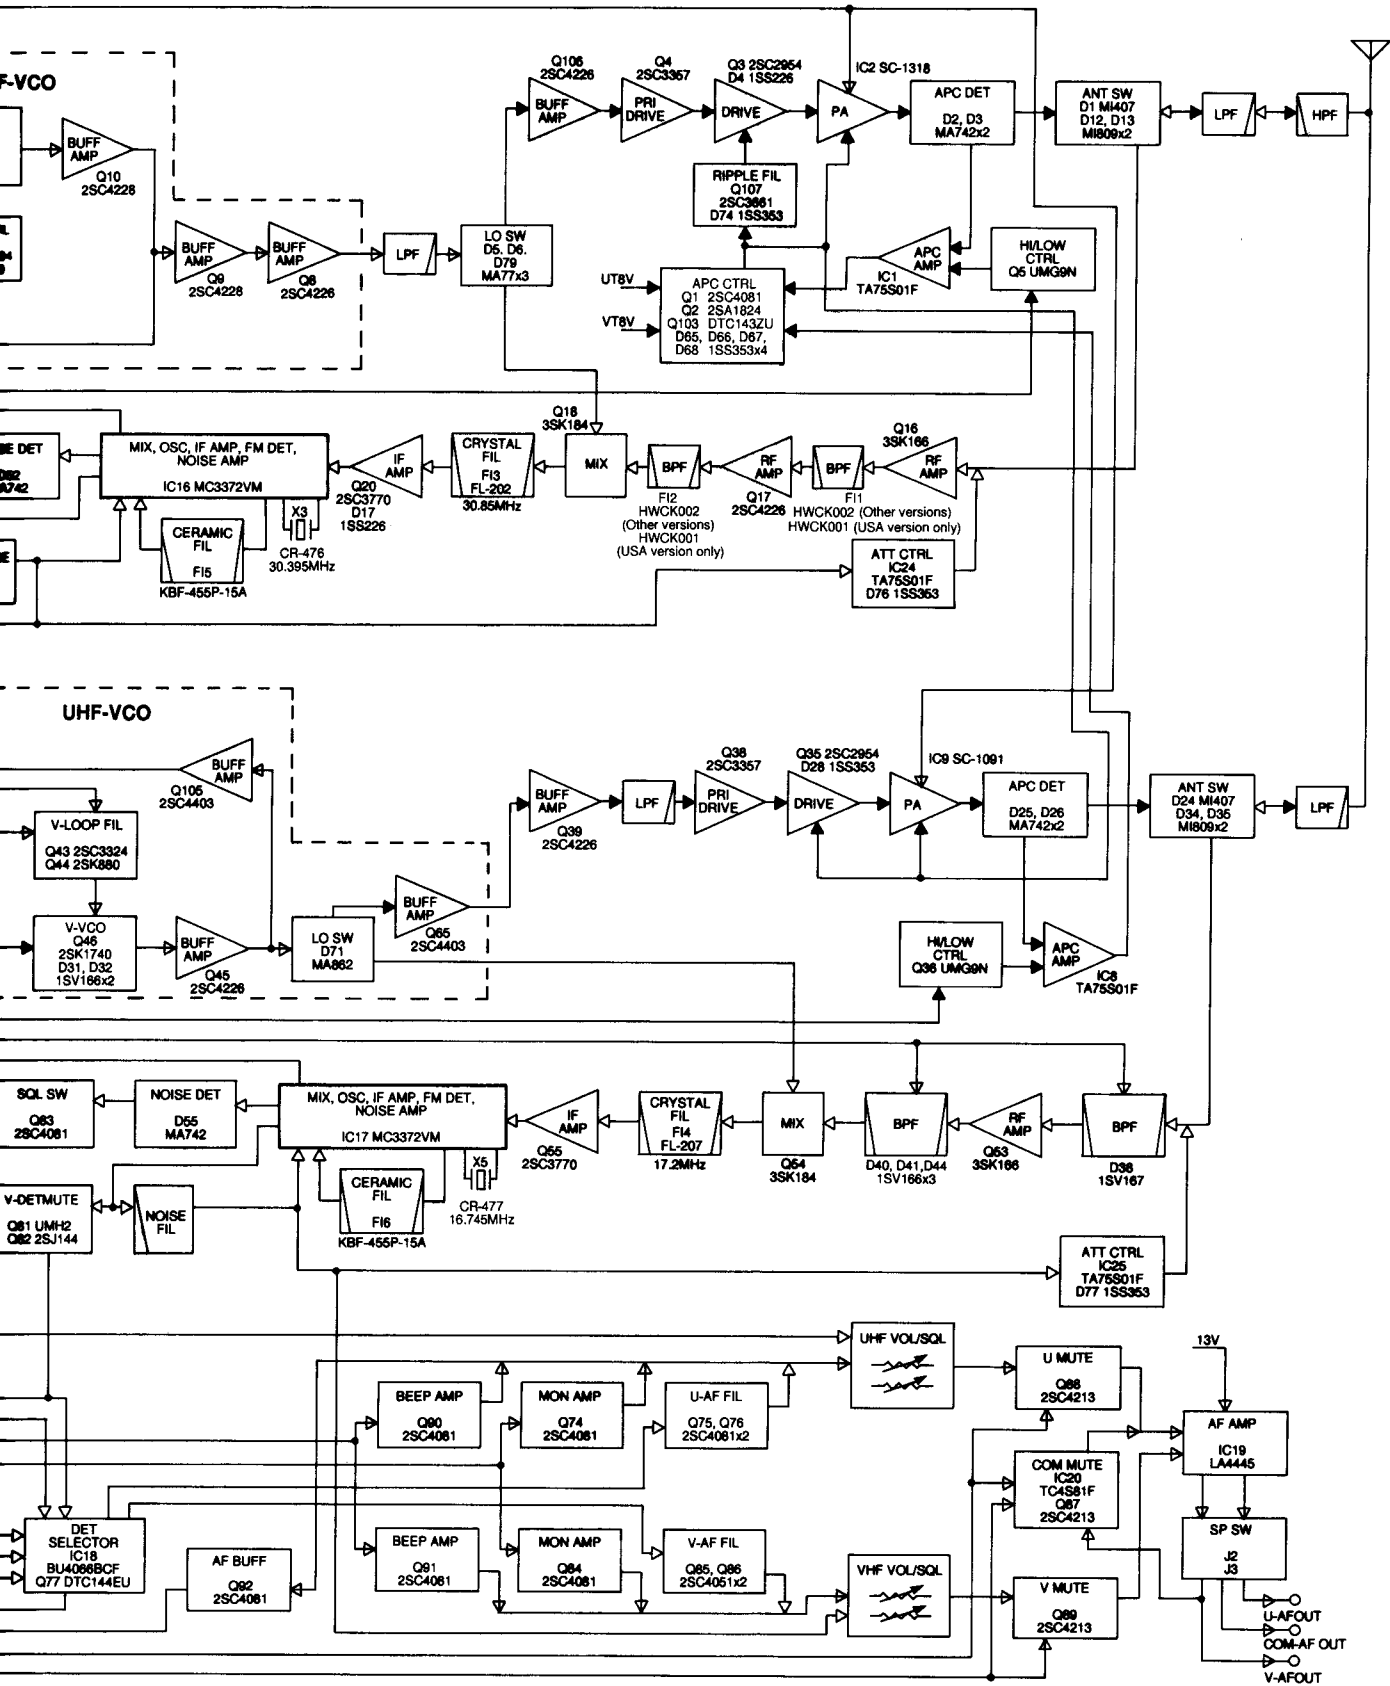 F-VCO
BUFF
AMP
Q10
2SC4228
BUFF
AMP
Q9
2SC4228
BUFF
AMP
Q8
2SC4226
LPF
LO SW
D5, D6,
D79
MA77x3
Q106
2SC4226
BUFF
AMP
Q4
2SC3357
PRI
DRIVE
Q3 2SC2954
D4 1SS226
DRIVE
IC2 SC-1318
PA
APC DET
D2, D3
MA742x2
ANT SW
D1 MI407
D12, D13
MI809x2
LPF
HPF
RIPPLE FIL
Q107
2SC3661
D74 1SS353
APC
AMP
IC1
TA75S01F
HI/LOW
CTRL
Q5 UMG9N
UT8V
VT8V
APC CTRL
Q1 2SC4081
Q2 2SA1824
Q103 DTC143ZU
D65, D66, D67,
D68 1SS353x4
MIX, OSC, IF AMP, FM DET,
NOISE AMP
IC16 MC3372VM
CERAMIC
FIL
FI5
KBF-455P-15A
X3
CR-476
30.395MHz
IF
AMP
Q20
2SC3770
D17
1SS226
CRYSTAL
FIL
FI3
FL-202
30.85MHz
Q18
3SK184
MIX
BPF
FI2
HWCK002
(Other versions)
HWCK001
(USA version only)
RF
AMP
Q17
2SC4226
BPF
FI1
HWCK002 (Other versions)
HWCK001 (USA version only)
Q16
3SK166
RF
AMP
ATT CTRL
IC24
TA75S01F
D76 1SS353
UHF-VCO
BUFF
AMP
Q105
2SC4403
V-LOOP FIL
Q43 2SC3324
Q44 2SK880
V-VCO
Q46
2SK1740
D31, D32
1SV166x2
BUFF
AMP
Q45
2SC4226
LO SW
D71
MA862
BUFF
AMP
Q65
2SC4403
BUFF
AMP
Q39
2SC4226
LPF
Q38
2SC3357
PRI
DRIVE
Q35 2SC2954
D28 1SS353
DRIVE
IC9 SC-1091
PA
APC DET
D25, D26
MA742x2
ANT SW
D24 MI407
D34, D35
MI809x2
LPF
HI/LOW
CTRL
Q36 UMG9N
APC
AMP
IC8
TA75S01F
SQL SW
Q63
2SC4081
NOISE DET
D55
MA742
MIX, OSC, IF AMP, FM DET,
NOISE AMP
IC17 MC3372VM
V-DETMUTE
Q81 UMH2
Q82 2SJ144
NOISE
FIL
CERAMIC
FIL
FI6
KBF-455P-15A
X5
CR-477
16.745MHz
IF
AMP
Q55
2SC3770
CRYSTAL
FIL
FI4
FL-207
17.2MHz
MIX
Q54
3SK184
BPF
D40, D41,D44
1SV166x3
RF
AMP
Q53
3SK166
BPF
D36
1SV167
ATT CTRL
IC25
TA75S01F
D77 1SS353
UHF VOL/SQL
U MUTE
Q88
2SC4213
13V
BEEP AMP
Q90
2SC4081
MON AMP
Q74
2SC4081
U-AF FIL
Q75, Q76
2SC4081x2
COM MUTE
IC20
TC4S81F
Q87
2SC4213
AF AMP
IC19
LA4445
DET
SELECTOR
IC18
BU4066BCF
Q77 DTC144EU
AF BUFF
Q92
2SC4081
BEEP AMP
Q91
2SC4081
MON AMP
Q84
2SC4081
V-AF FIL
Q85, Q86
2SC4051x2
VHF VOL/SQL
V MUTE
Q89
2SC4213
SP SW
J2
J3
U-AFOUT
COM-AF OUT
V-AFOUT